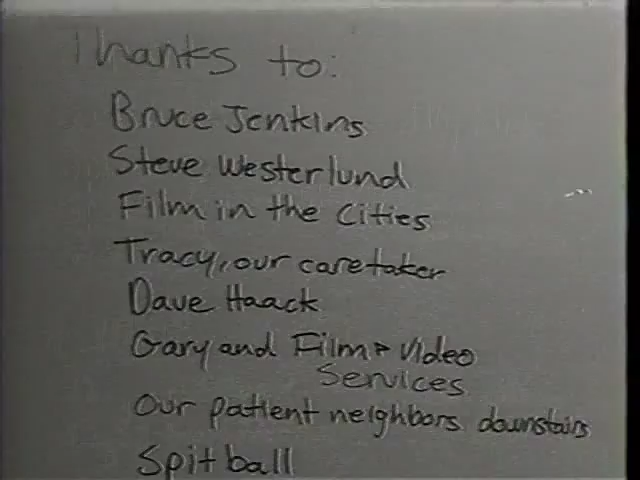 Thanks to:
Bruce Jenkins
Steve Westerlund
Film in the Cities
Tracy, our caretaker
Dave Haack
Gary and Film & Video
Services
Our patient neighbors downstairs
Spitball